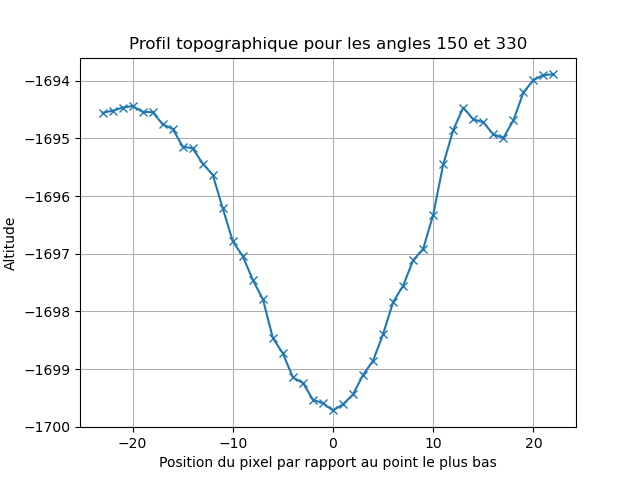 Profil topographique pour les angles 150 et 330
−1694
−1695
−1696
−1697
−1698
−1699
−1700
Altitude
−20 −10 0 10 20
Position du pixel par rapport au point le plus bas